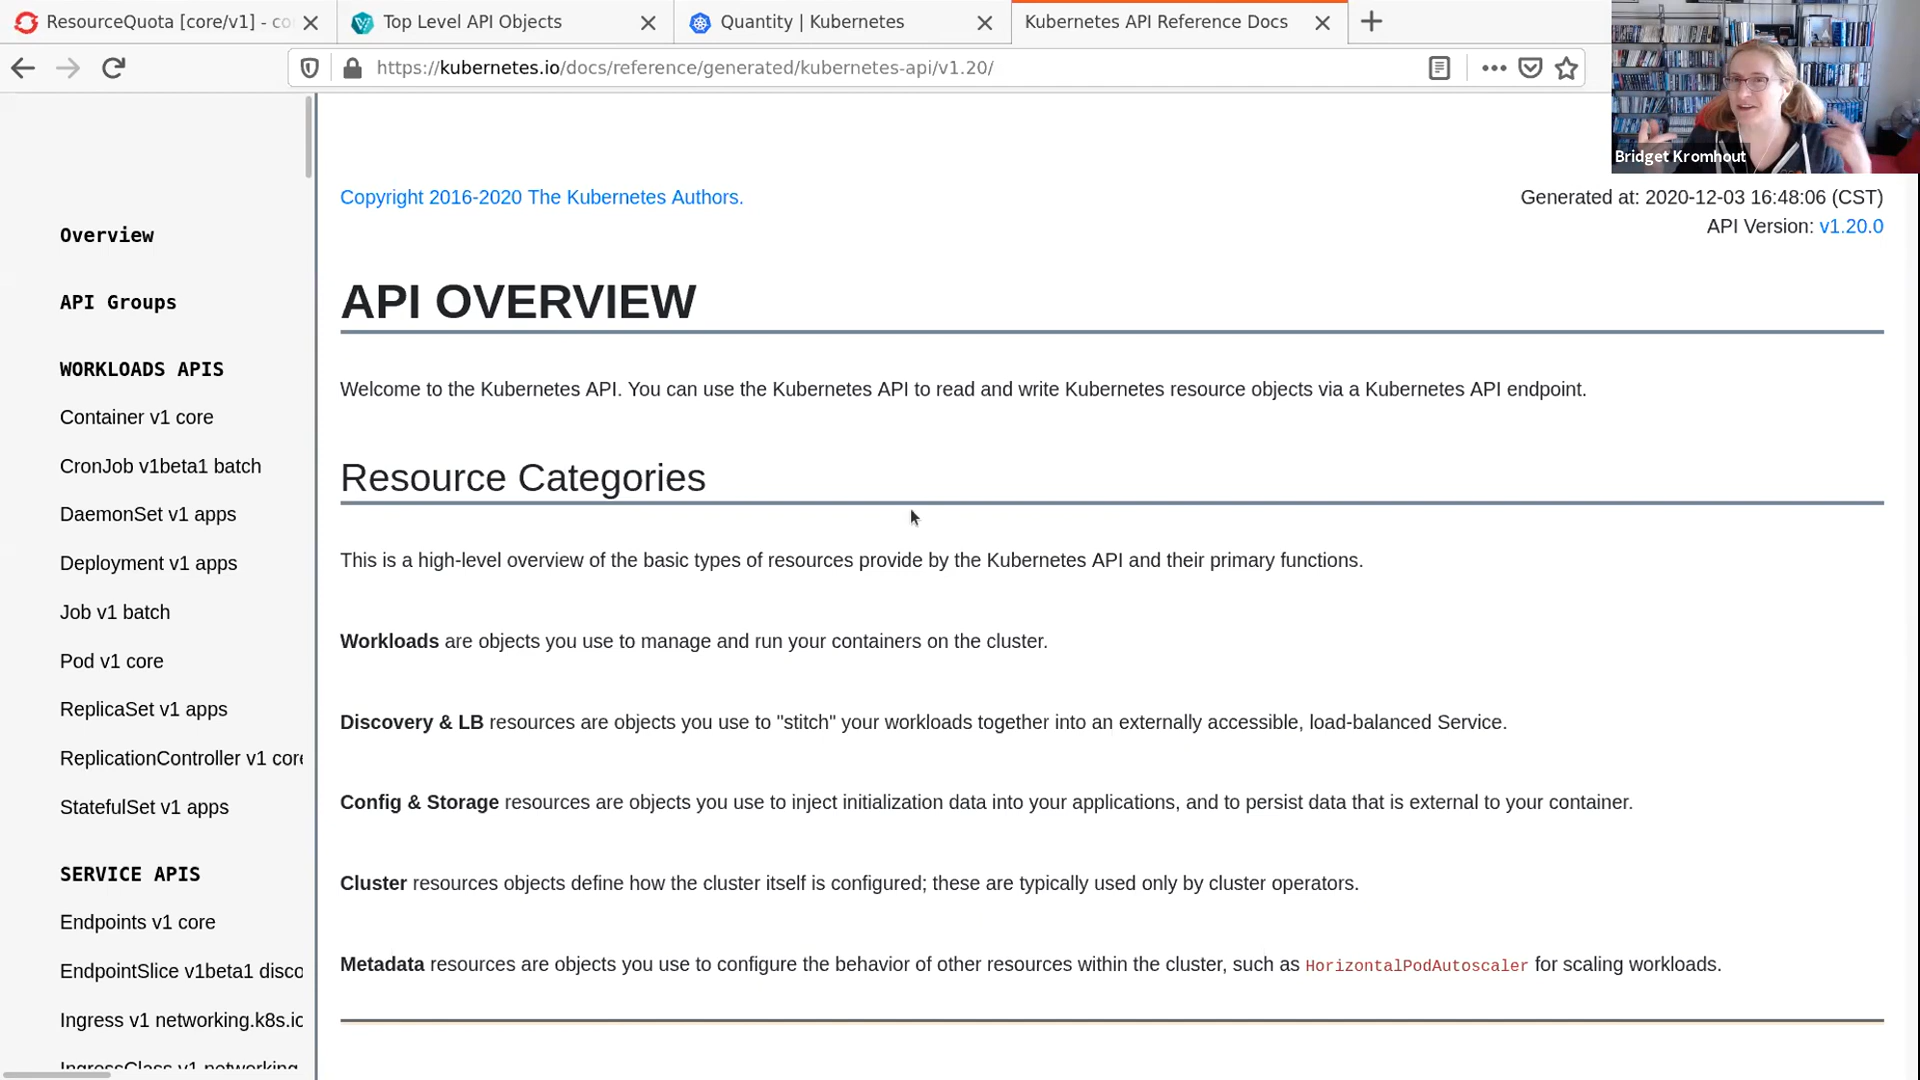 ResourceQuota [core/v1] - co
Top Level API Objects
Quantity | Kubernetes
Kubernetes API Reference Docs
https://kubernetes.io/docs/reference/generated/kubernetes-api/v1.20/
Bridget Kromhout
Overview
API Groups
WORKLOADS APIS
Container v1 core
CronJob v1beta1 batch
DaemonSet v1 apps
Deployment v1 apps
Job v1 batch
Pod v1 core
ReplicaSet v1 apps
ReplicationController v1 core
StatefulSet v1 apps
SERVICE APIS
Endpoints v1 core
EndpointSlice v1beta1 disco
Ingress v1 networking.k8s.io
IngressClass v1 networking
Copyright 2016-2020 The Kubernetes Authors.
Generated at: 2020-12-03 16:48:06 (CST)
API Version: v1.20.0
API OVERVIEW
Welcome to the Kubernetes API. You can use the Kubernetes API to read and write Kubernetes resource objects via a Kubernetes API endpoint.
Resource Categories
This is a high-level overview of the basic types of resources provide by the Kubernetes API and their primary functions.
Workloads are objects you use to manage and run your containers on the cluster.
Discovery & LB resources are objects you use to "stitch" your workloads together into an externally accessible, load-balanced Service.
Config & Storage resources are objects you use to inject initialization data into your applications, and to persist data that is external to your container.
Cluster resources objects define how the cluster itself is configured; these are typically used only by cluster operators.
Metadata resources are objects you use to configure the behavior of other resources within the cluster, such as HorizontalPodAutoscaler for scaling workloads.